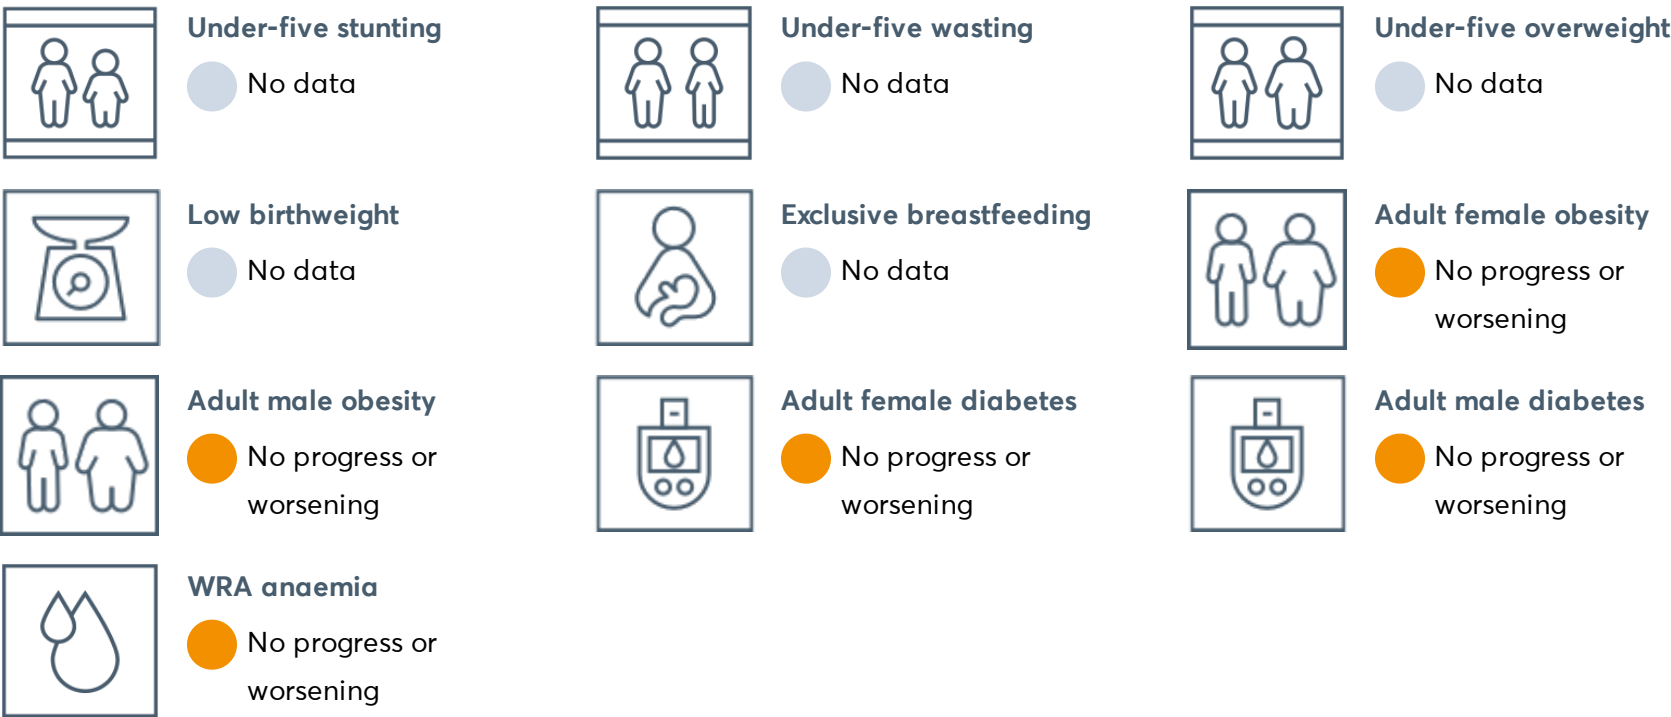 Under-five stunting
No data
Under-five wasting
No data
Under-five overweight
No data
Low birthweight
No data
Exclusive breastfeeding
No data
Adult female obesity
No progress or
worsening
Adult male obesity
No progress or
worsening
Adult female diabetes
No progress or
worsening
Adult male diabetes
No progress or
worsening
WRA anaemia
No progress or
worsening